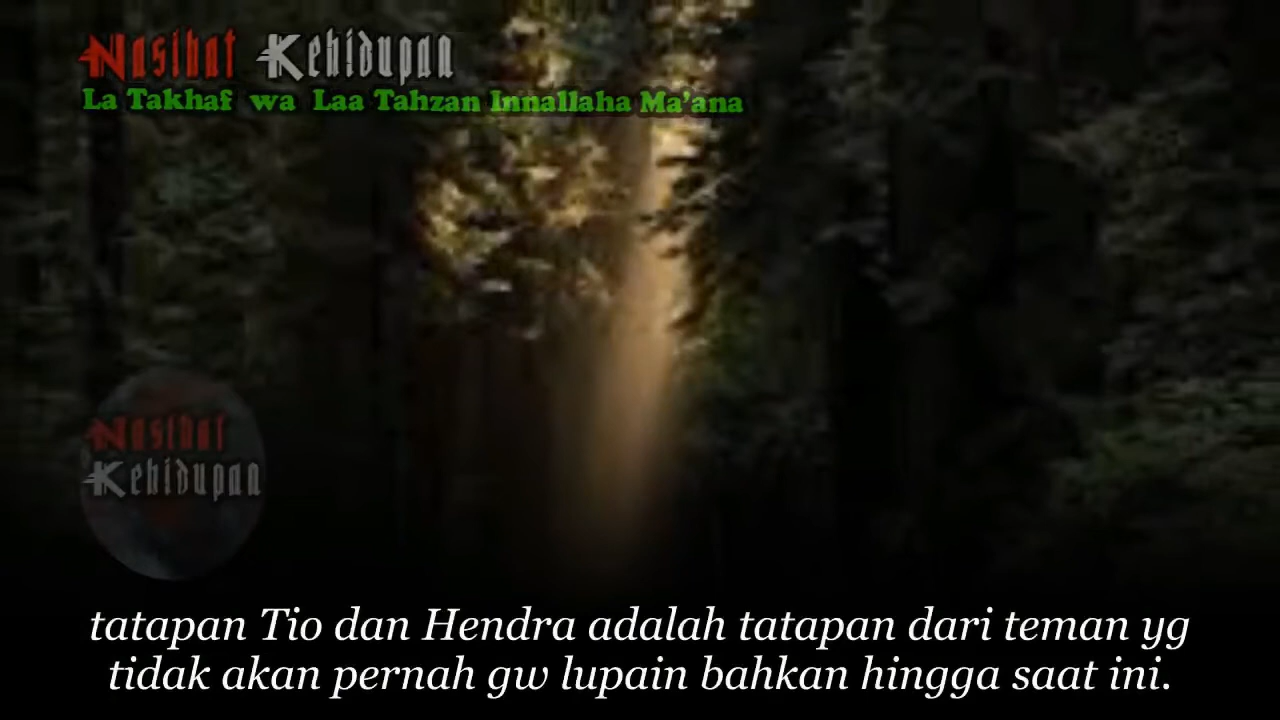 Nasihat Kehidupan
La Takhaf wa Laa Tahzan Innallaha Ma'ana
Nasihat
Kehidupan
tatapan Tio dan Hendra adalah tatapan dari teman yg
tidak akan pernah gw lupain bahkan hingga saat ini.